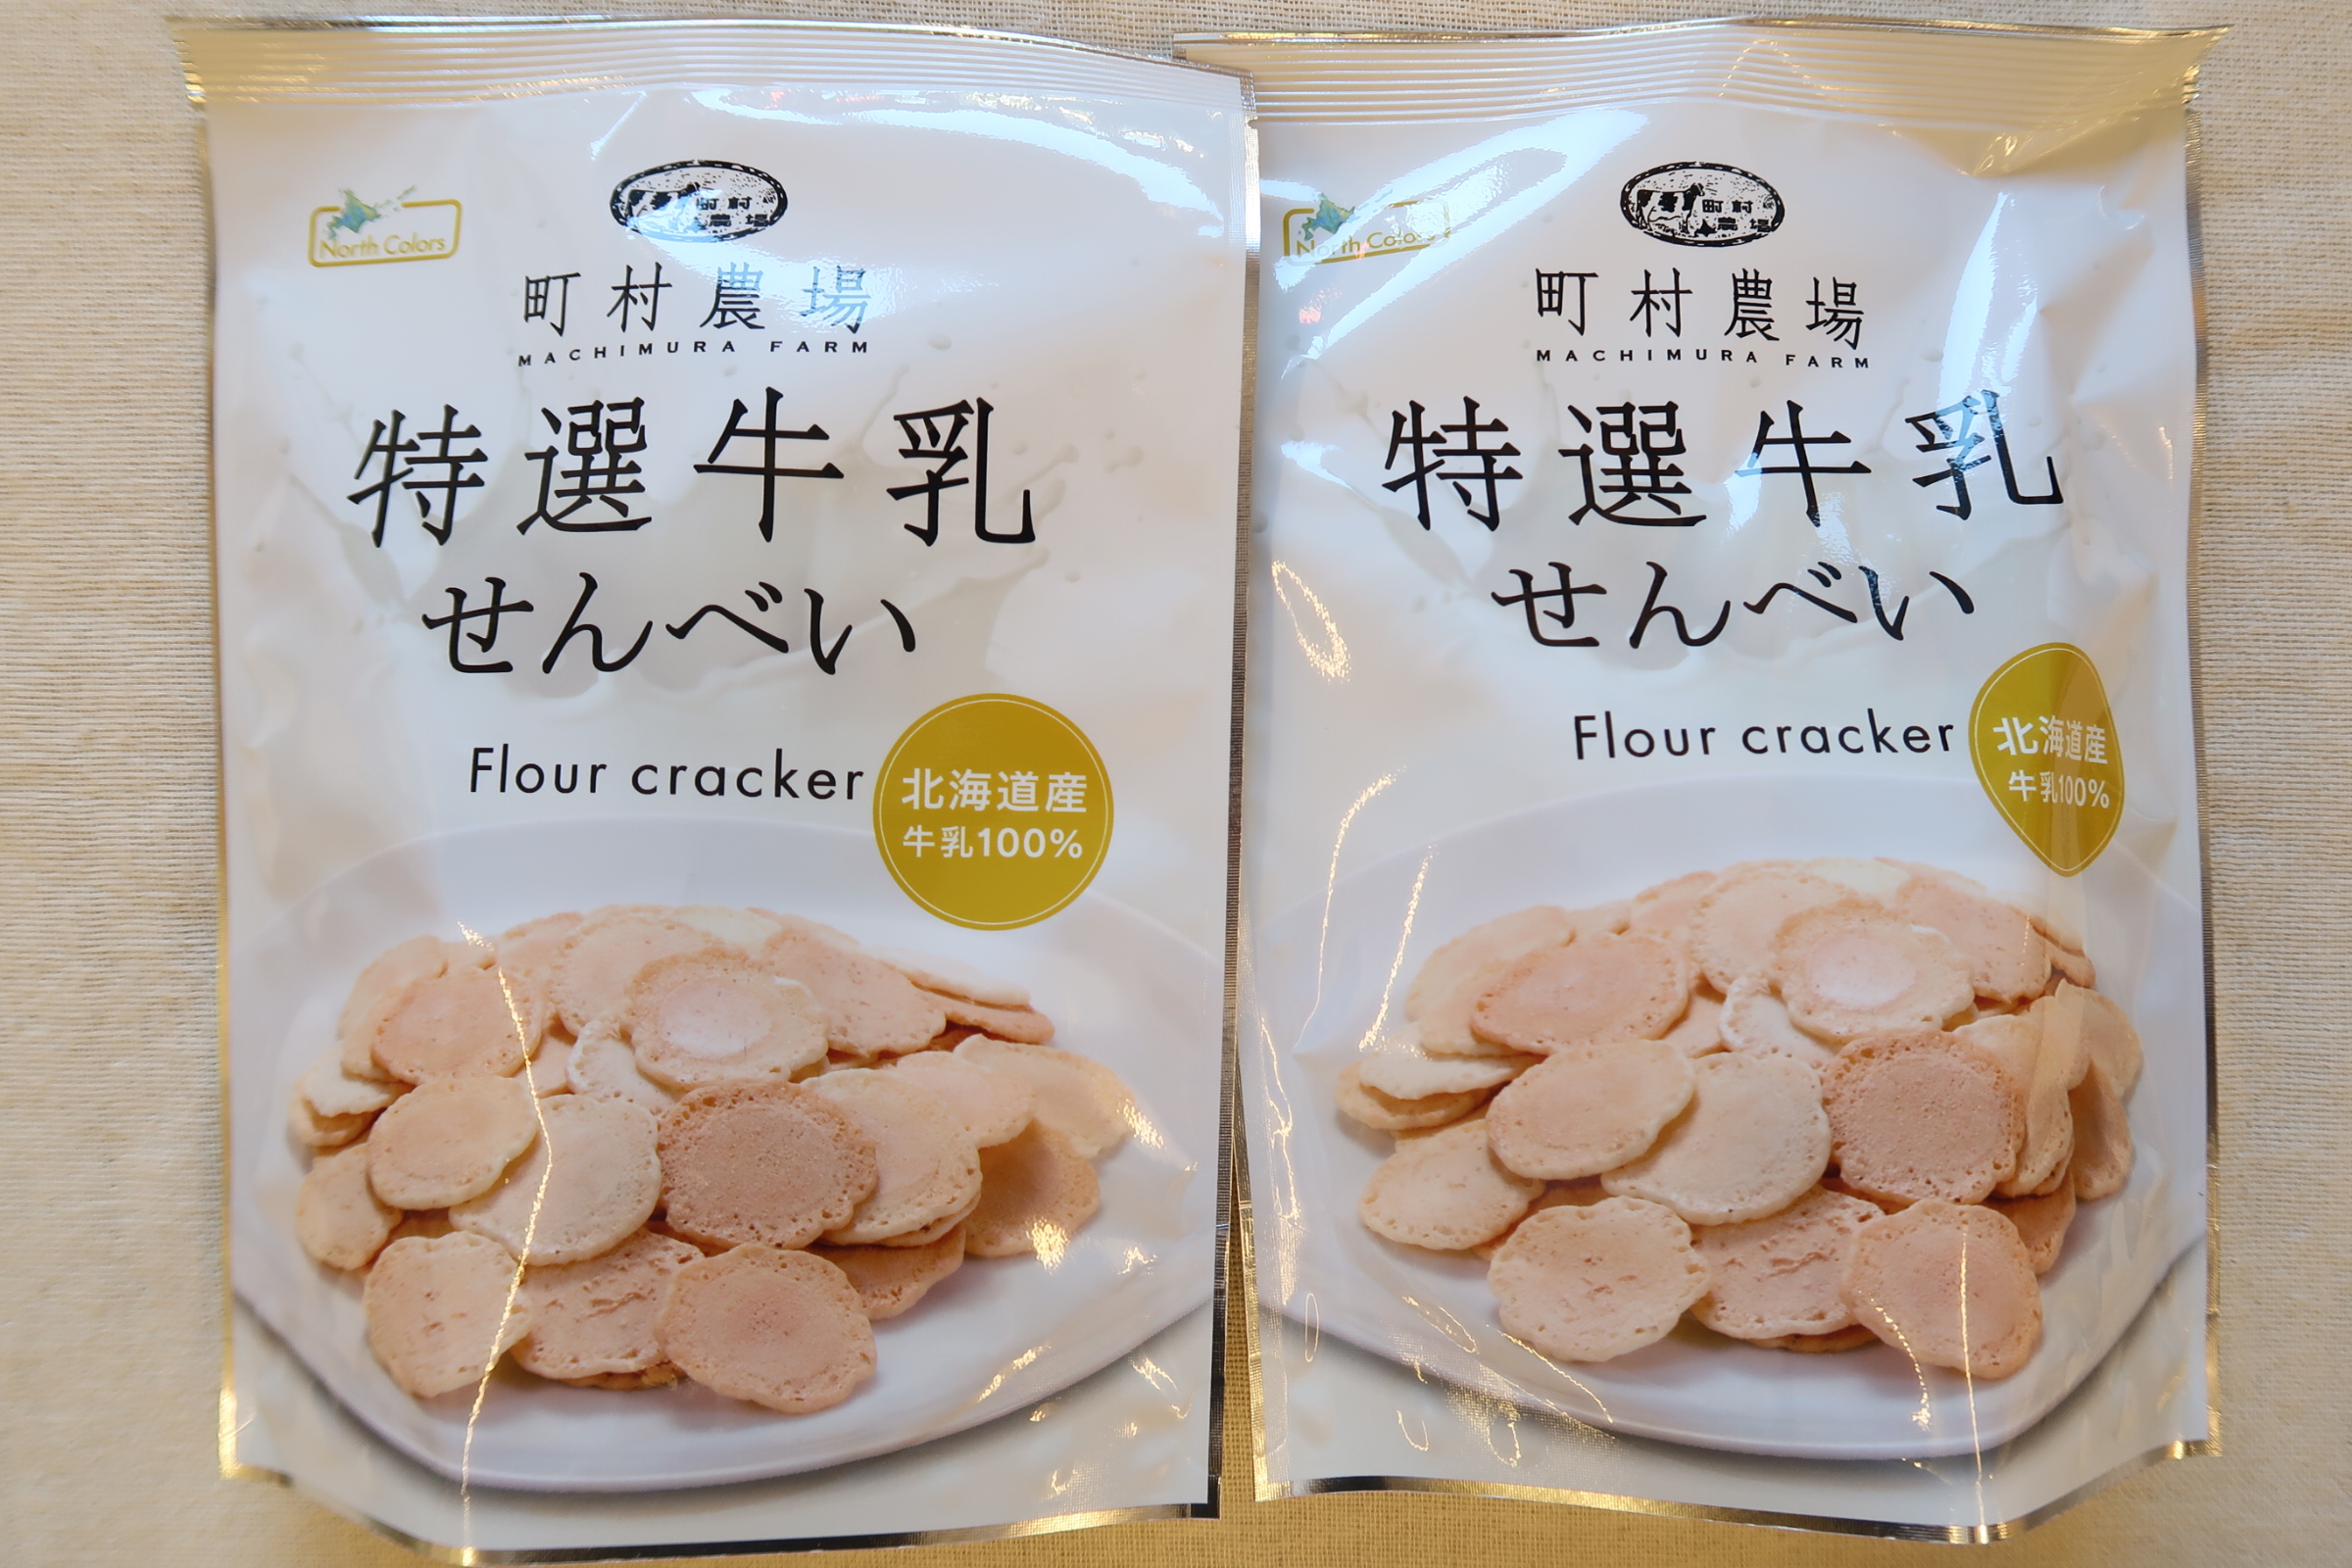 North Colors
町村
農場
町村農場
MACHIMURA FARM
特選牛乳
せんべい
Flour cracker
北海道産
牛乳100%
North Colors
町村
農場
町村農場
MACHIMURA FARM
特選牛乳
せんべい
Flour cracker
北海道産
牛乳100%